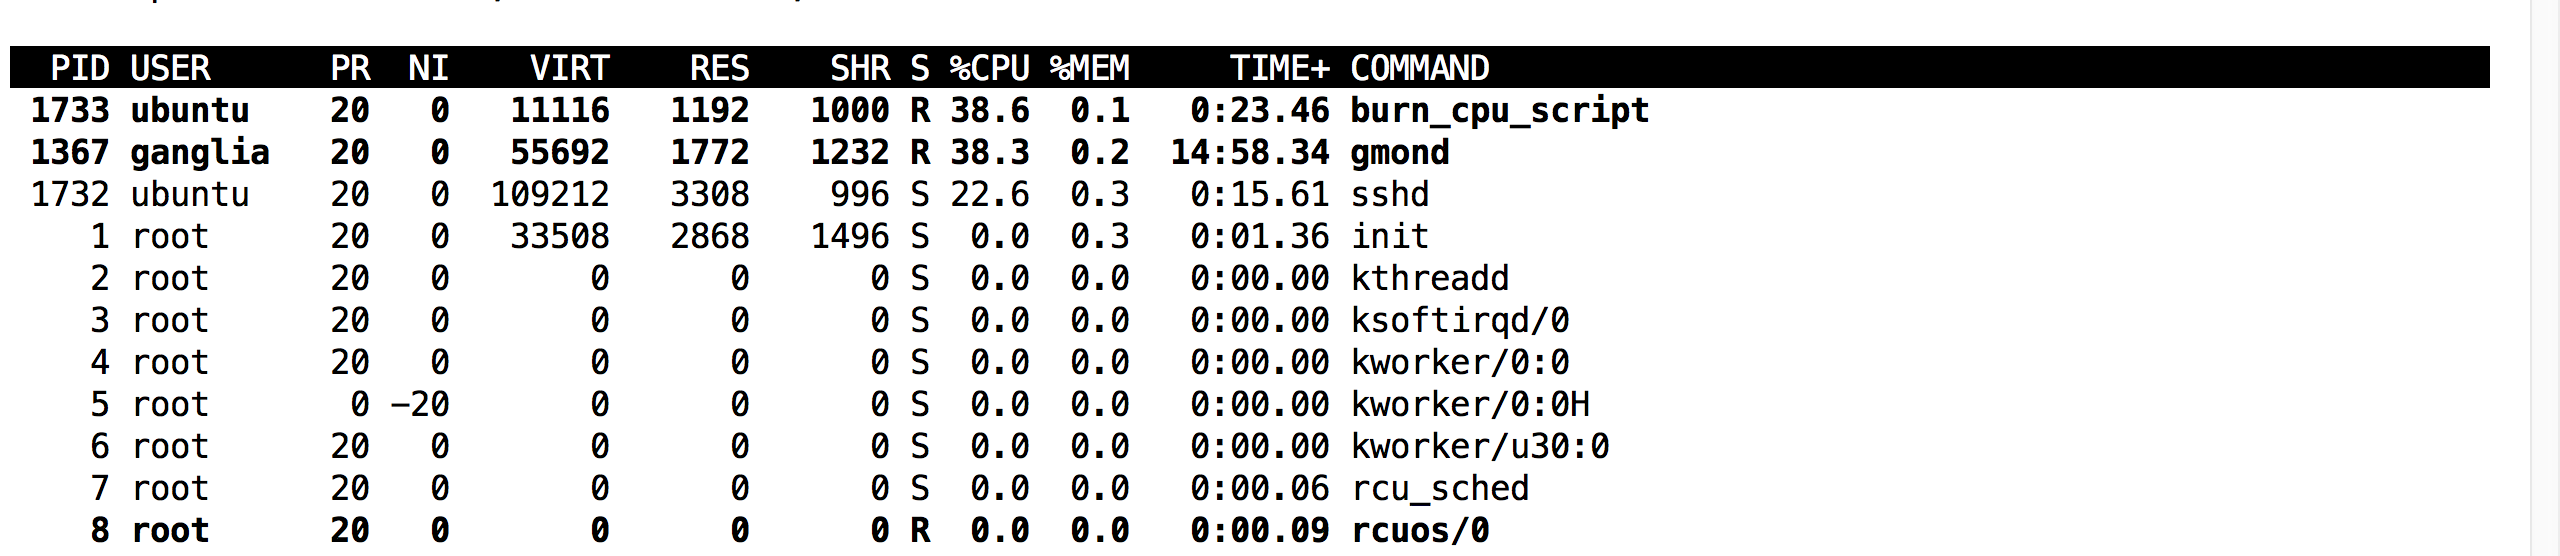 PID USER PR NI VIRT RES SHR S %CPU %MEM TIME+ COMMAND
1733 ubuntu 20 0 11116 1192 1000 R 38.6 0.1 0:23.46 burn_cpu_script
1367 ganglia 20 0 55692 1772 1232 R 38.3 0.2 14:58.34 gmond
1732 ubuntu 20 0 109212 3308 996 S 22.6 0.3 0:15.61 sshd
1 root 20 0 33508 2868 1496 S 0.0 0.3 0:01.36 init
2 root 20 0 0 0 0 S 0.0 0.0 0:00.00 kthreadd
3 root 20 0 0 0 0 S 0.0 0.0 0:00.00 ksoftirqd/0
4 root 20 0 0 0 0 S 0.0 0.0 0:00.00 kworker/0:0
5 root 0 -20 0 0 0 S 0.0 0.0 0:00.00 kworker/0:0H
6 root 20 0 0 0 0 S 0.0 0.0 0:00.00 kworker/u30:0
7 root 20 0 0 0 0 S 0.0 0.0 0:00.06 rcu_sched
8 root 20 0 0 0 0 R 0.0 0.0 0:00.09 rcuos/0